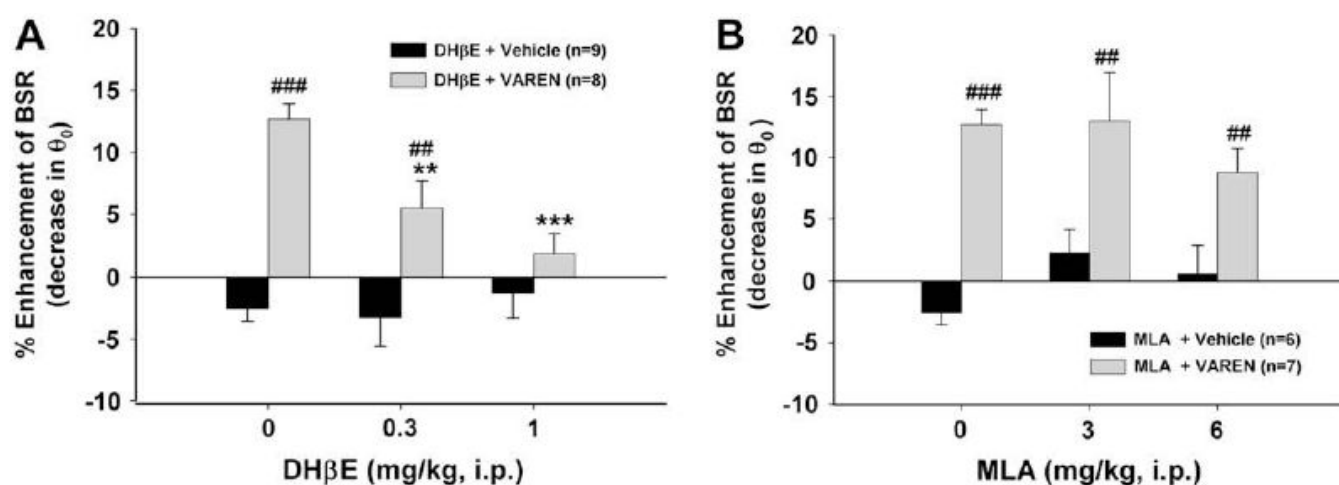 A
% Enhancement of BSR
(decrease in θ₀)
20
15
10
5
0
-5
-10
DHβE + Vehicle (n=9)
DHβE + VAREN (n=8)
###
##
**
***
0 0.3 1
DHβE (mg/kg, i.p.)
B
% Enhancement of BSR
(decrease in θ₀)
20
15
10
5
0
-5
-10
###
##
##
MLA + Vehicle (n=6)
MLA + VAREN (n=7)
0 3 6
MLA (mg/kg, i.p.)